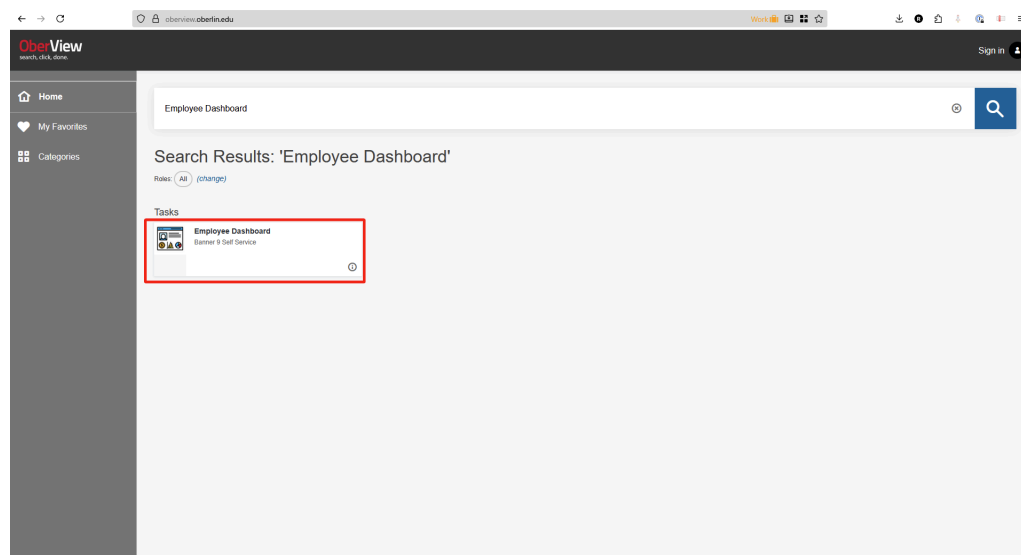 oberview.oberlin.edu
Work
OberView
search, click, done.
Sign in
Home
My Favorites
Categories
Employee Dashboard
Search Results: 'Employee Dashboard'
Roles: All (change)
Tasks
Employee Dashboard
Banner 9 Self Service